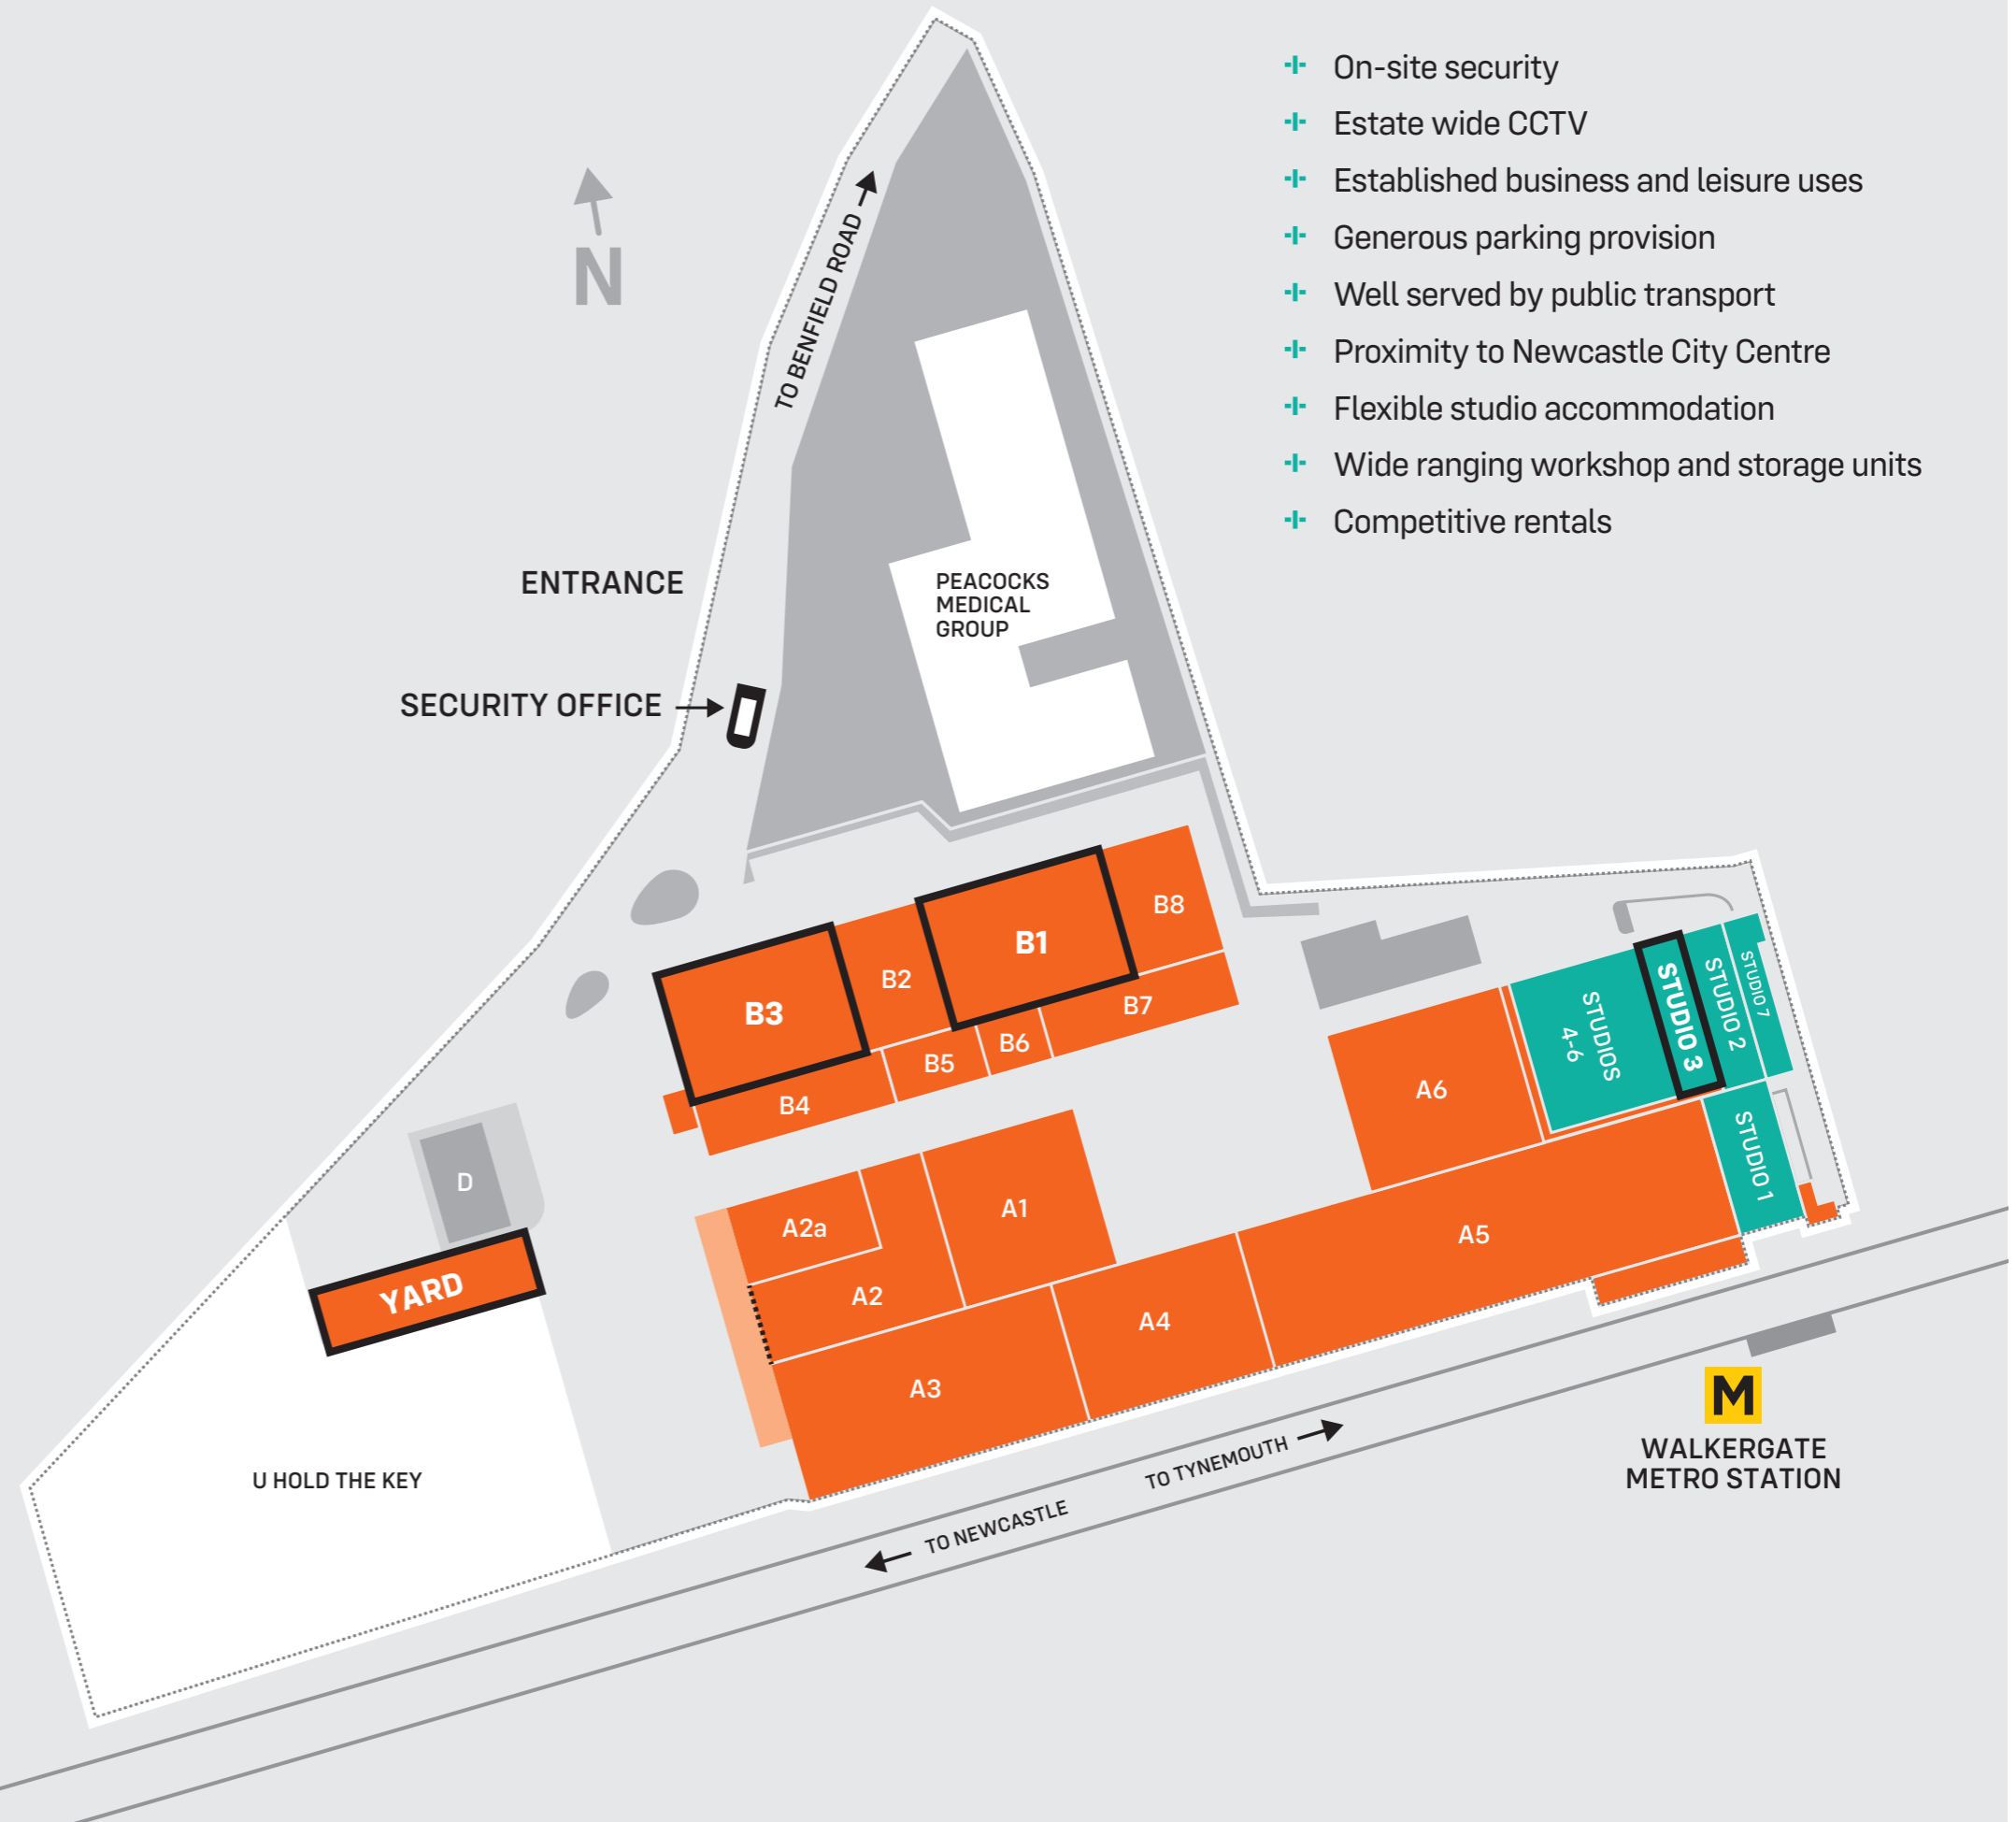 On-site security
Estate wide CCTV
Established business and leisure uses
Generous parking provision
Well served by public transport
Proximity to Newcastle City Centre
Flexible studio accommodation
Wide ranging workshop and storage units
Competitive rentals
N
TO BENFIELD ROAD
ENTRANCE
SECURITY OFFICE
PEACOCKS
MEDICAL
GROUP
B8
B1
B2
B3
B7
B6
B5
B4
STUDIO 7
STUDIO 2
STUDIO 3
STUDIOS
4-6
STUDIO 1
A6
A5
A1
A2a
A2
A4
A3
D
YARD
U HOLD THE KEY
M
WALKERGATE
METRO STATION
TO TYNEMOUTH
TO NEWCASTLE